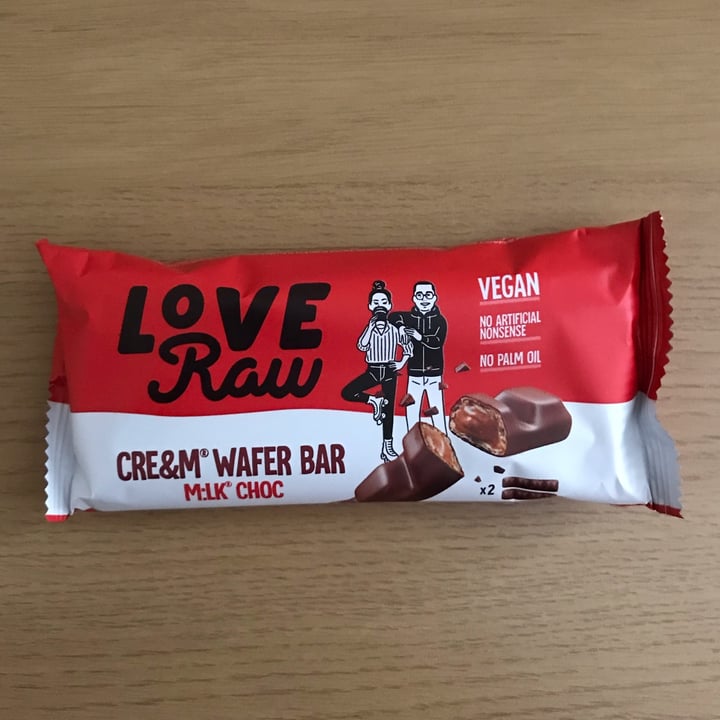 LOVE
Raw
VEGAN
NO ARTIFICIAL
NONSENSE
NO PALM OIL
CRE&M® WAFER BAR
M:LK® CHOC
x2